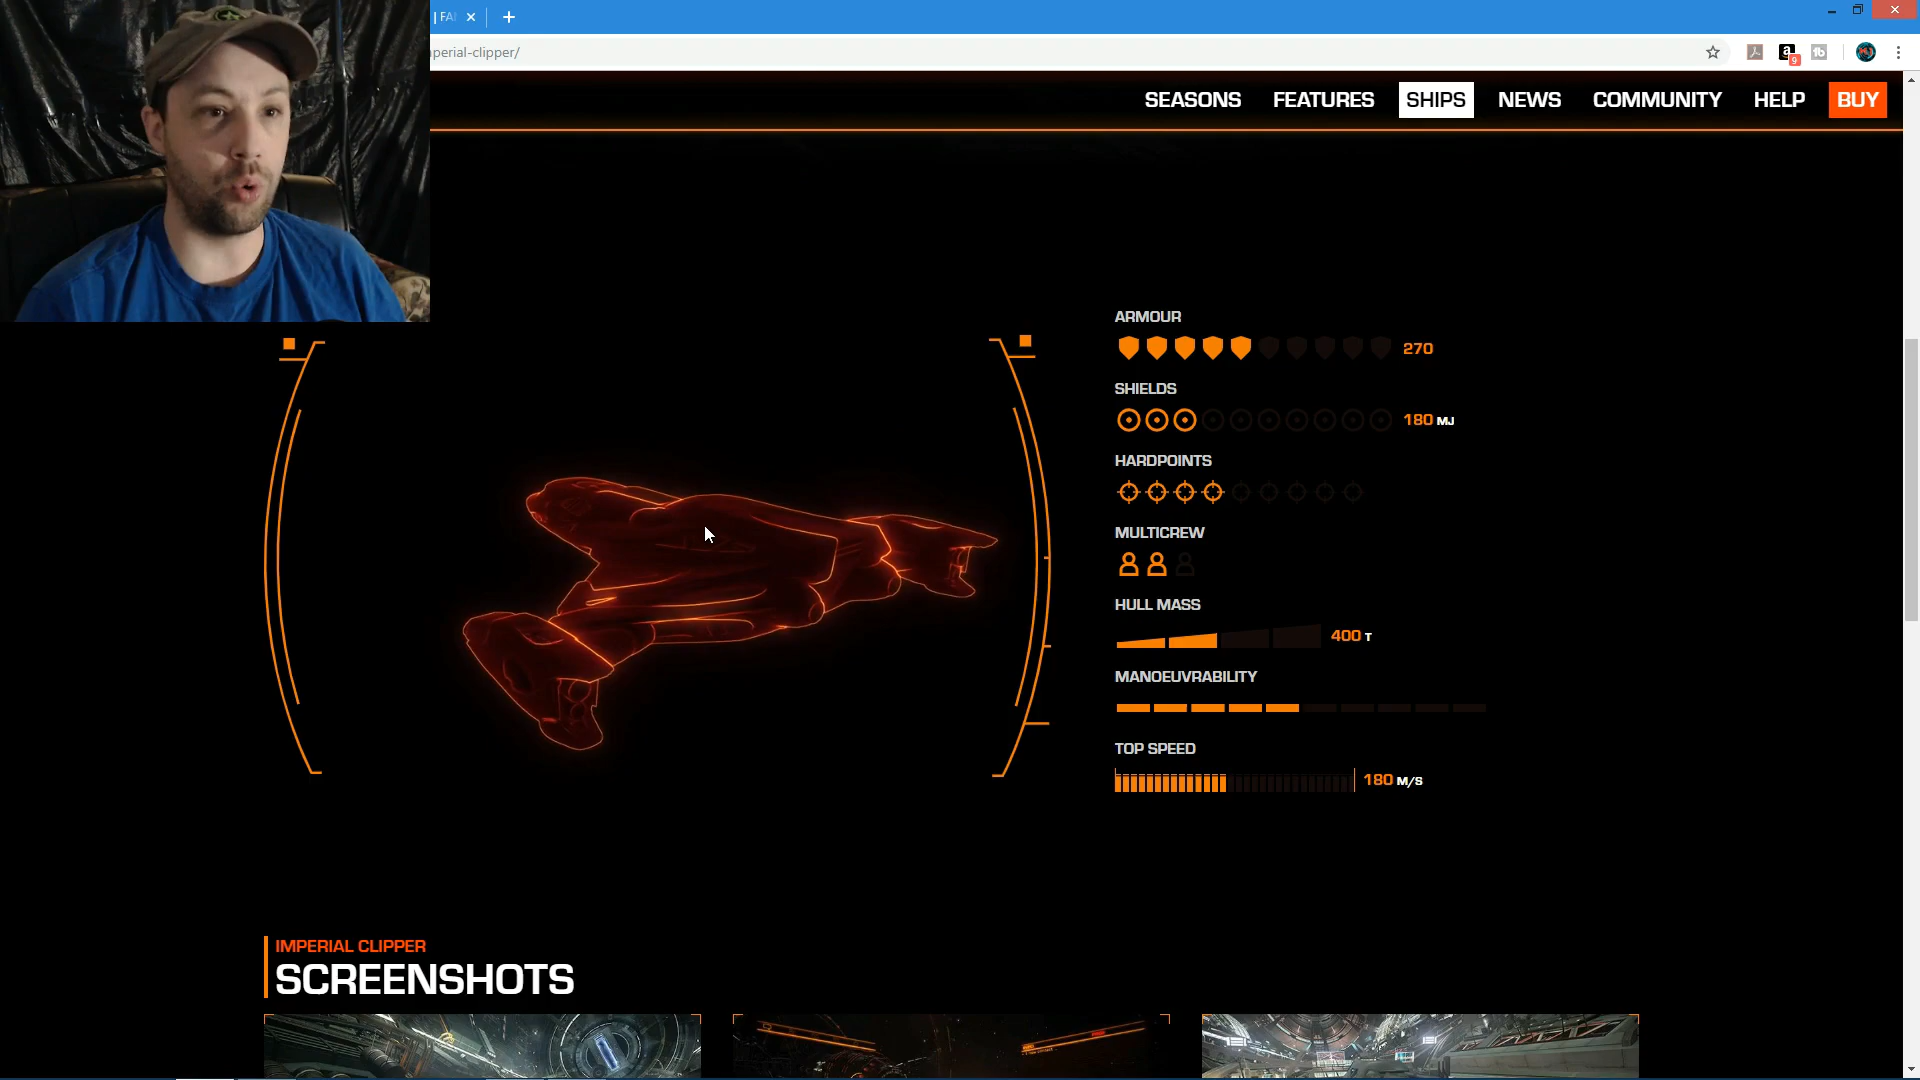 | FA
perial-clipper/
9
SEASONS FEATURES SHIPS NEWS COMMUNITY HELP BUY
ARMOUR
270
SHIELDS
180 MJ
HARDPOINTS
MULTICREW
HULL MASS
400 T
MANOEUVRABILITY
TOP SPEED
180 M/S
IMPERIAL CLIPPER
SCREENSHOTS